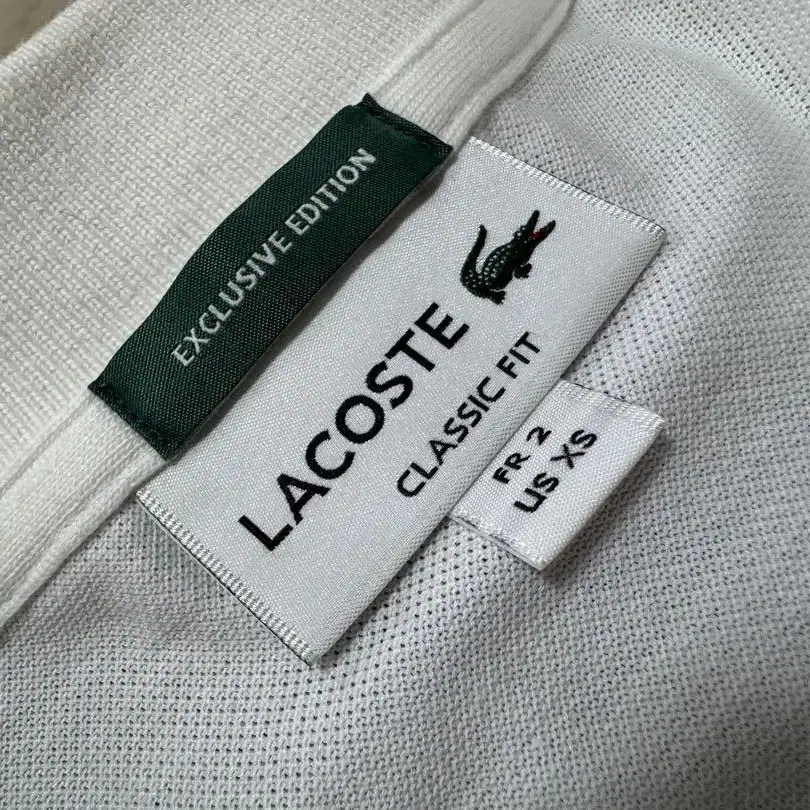 EXCLUSIVE EDITION
LACOSTE
CLASSIC FIT
FR 2
US XS